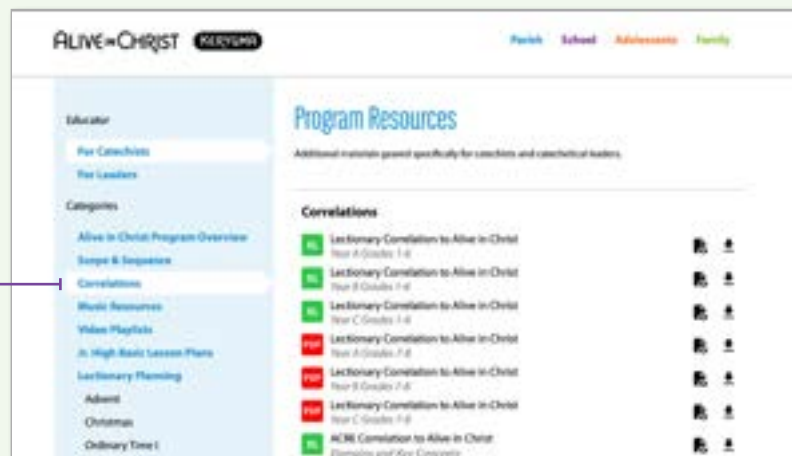 ALIVE IN CHRIST KERYGMA
Parish School Adolescents Family
Educator
For Catechists
For Leaders
Categories
Alive in Christ Program Overview
Scope & Sequence
Correlations
Music Resources
Video Playlists
Jr. High Basic Lesson Plans
Lectionary Planning
Advent
Christmas
Ordinary Time I
Program Resources
Additional materials geared specifically for catechists and catechetical leaders.
Correlations
XL Lectionary Correlation to Alive in Christ
Year A Grades 1-6
XL Lectionary Correlation to Alive in Christ
Year B Grades 1-6
XL Lectionary Correlation to Alive in Christ
Year C Grades 1-6
PDF Lectionary Correlation to Alive in Christ
Year A Grades 7-8
PDF Lectionary Correlation to Alive in Christ
Year B Grades 7-8
PDF Lectionary Correlation to Alive in Christ
Year C Grades 7-8
XL ACRE Correlation to Alive in Christ
Domains and Key Concepts